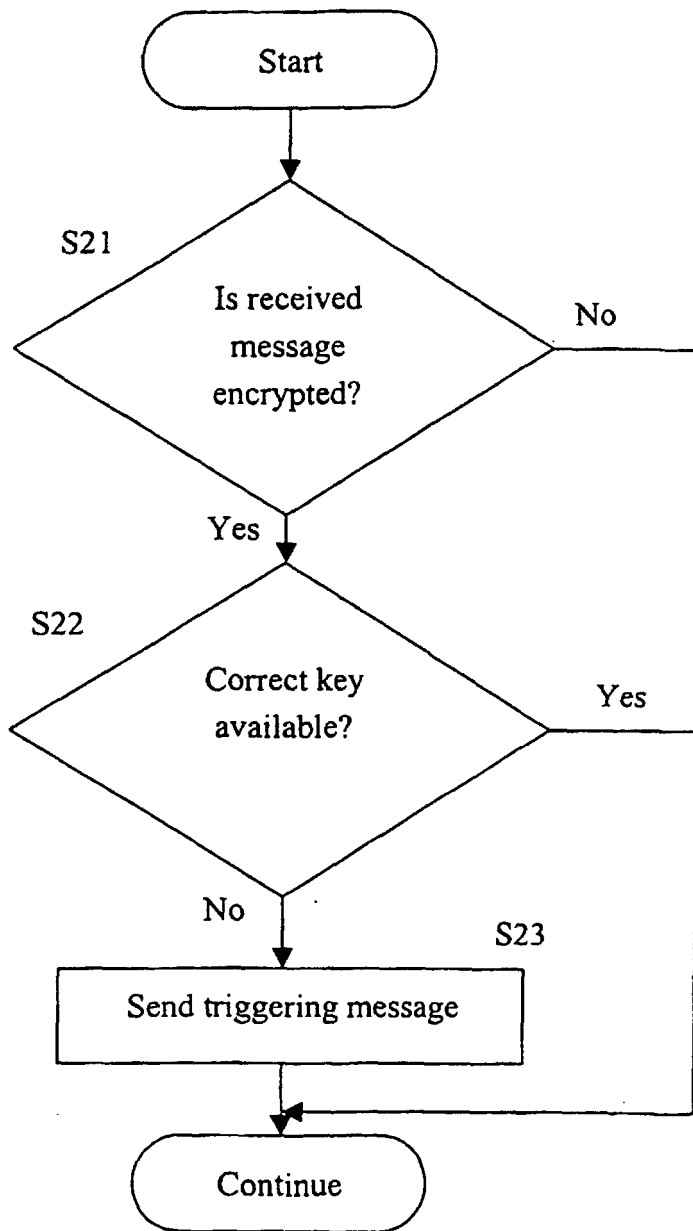 Start
S21
Is received
message
encrypted?
No
Yes
S22
Correct key
available?
Yes
No
S23
Send triggering message
Continue